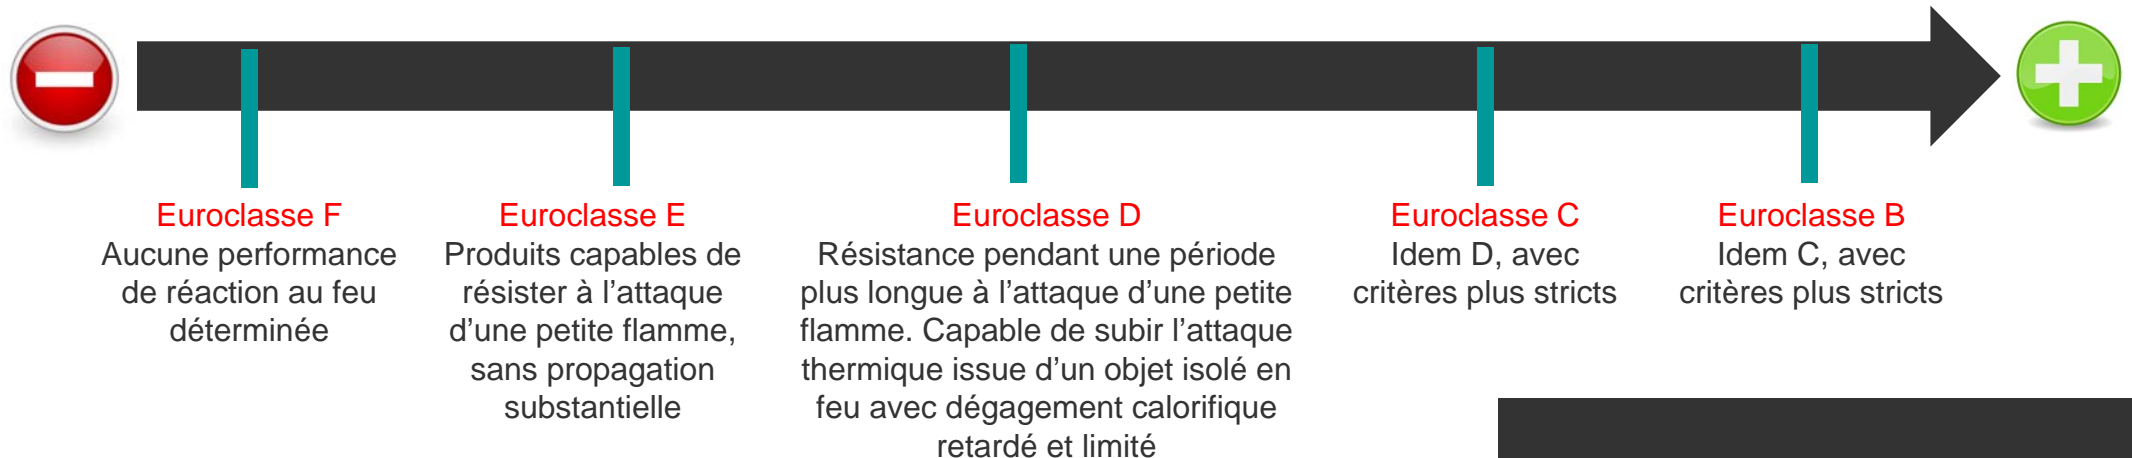 Euroclasse F
Aucune performance
de réaction au feu
déterminée
Euroclasse E
Produits capables de
résister à l’attaque
d’une petite flamme,
sans propagation
substantielle
Euroclasse D
Résistance pendant une période
plus longue à l’attaque d’une petite
flamme. Capable de subir l’attaque
thermique issue d’un objet isolé en
feu avec dégagement calorifique
retardé et limité
Euroclasse C
Idem D, avec
critères plus stricts
Euroclasse B
Idem C, avec
critères plus stricts